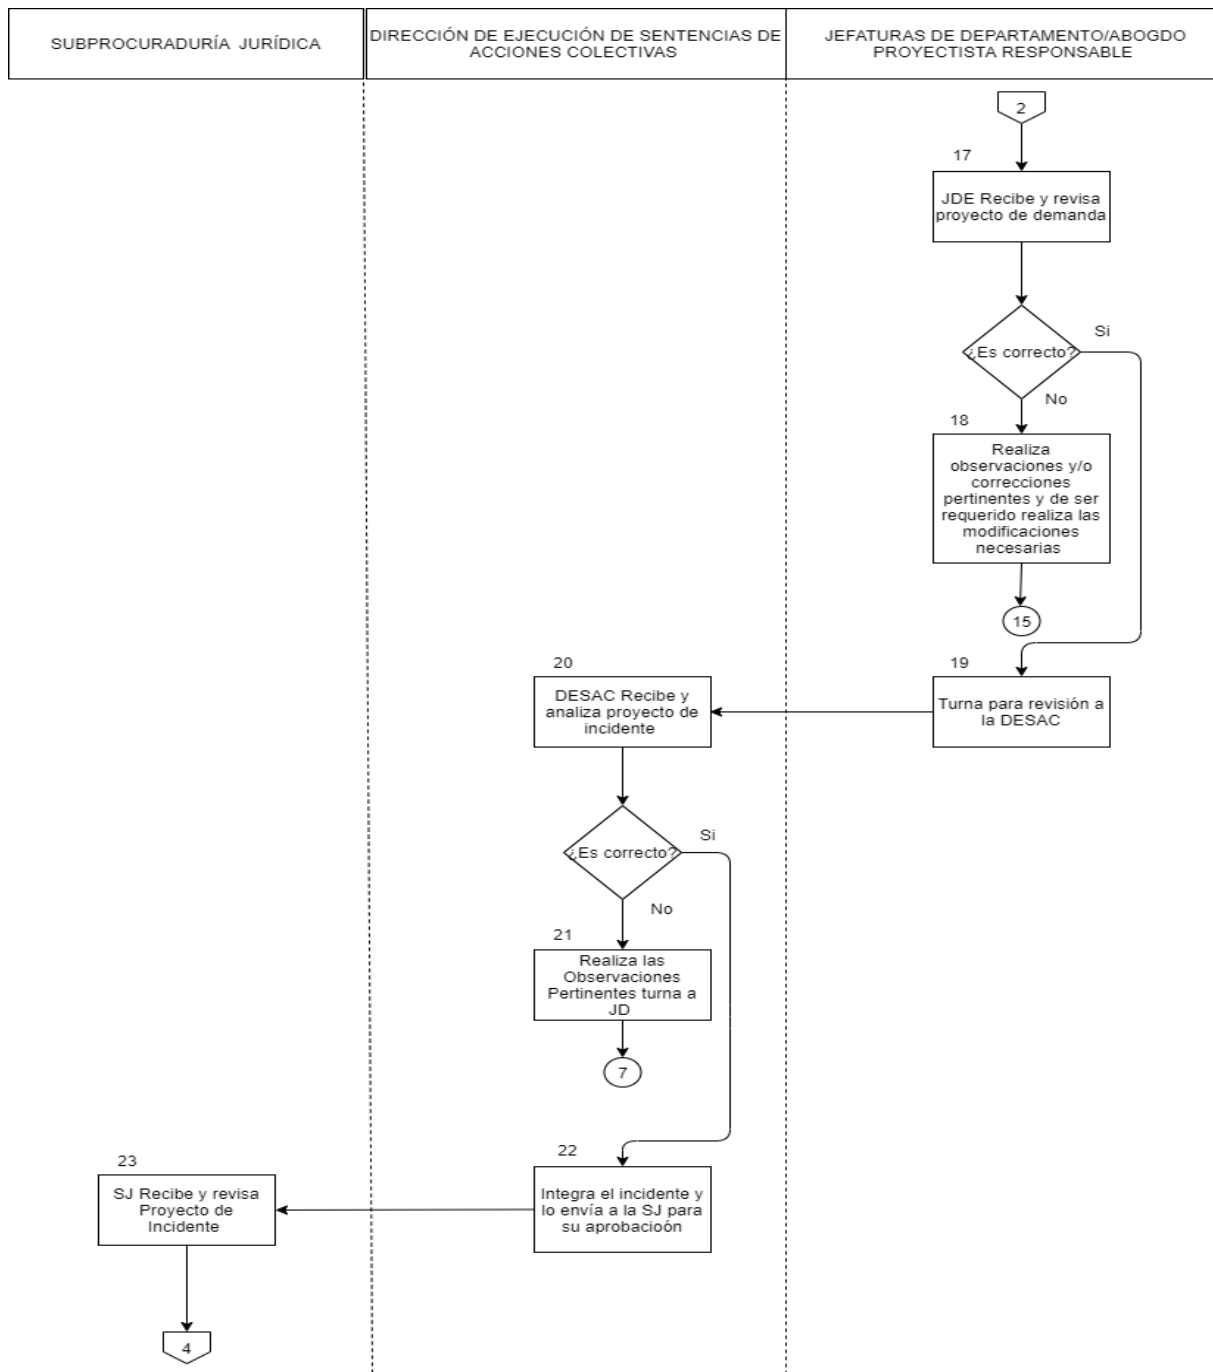 SUBPROCURADURÍA JURÍDICA
DIRECCIÓN DE EJECUCIÓN DE SENTENCIAS DE
ACCIONES COLECTIVAS
JEFATURAS DE DEPARTAMENTO/ABOGDO
PROYECTISTA RESPONSABLE
2
17
JDE Recibe y revisa
proyecto de demanda
¿Es correcto?
Si
No
18
Realiza
observaciones y/o
correcciones
pertinentes y de ser
requerido realiza las
modificaciones
necesarias
15
19
Turna para revisión a
la DESAC
20
DESAC Recibe y
analiza proyecto de
incidente
¿Es correcto?
Si
No
21
Realiza las
Observaciones
Pertinentes turna a
JD
7
22
Integra el incidente y
lo envía a la SJ para
su aprobacioón
23
SJ Recibe y revisa
Proyecto de
Incidente
4